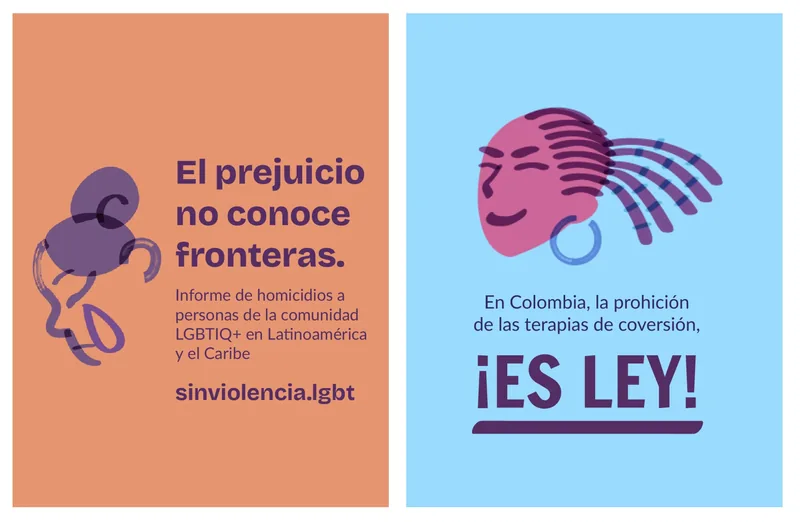 El prejuicio
no conoce
fronteras.
Informe de homicidios a
personas de la comunidad
LGBTIQ+ en Latinoamérica
y el Caribe
sinviolencia.lgbt
En Colombia, la prohición
de las terapias de coversión,
¡ES LEY!